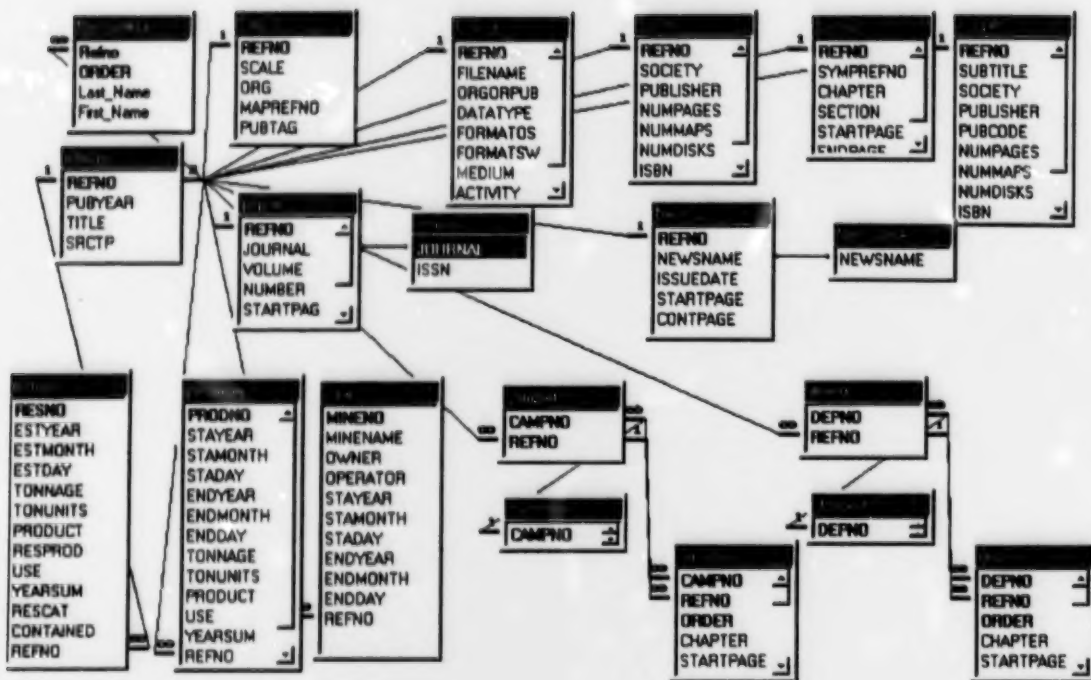 Refno
ORDER
Last_Name
First_Name
REFNO
SCALE
ORG
MAPREFNO
PUBTAG
REFNO
FILENAME
ORGORPUB
DATATYPE
FORMATOS
FORMATSW
MEDIUM
ACTIVITY
REFNO
SOCIETY
PUBLISHER
NUMPAGES
NUMMAPS
NUMDISKS
ISBN
REFNO
SYMPREFNO
CHAPTER
SECTION
STARTPAGE
ENDPAGE
REFNO
SUBTITLE
SOCIETY
PUBLISHER
PUBCODE
NUMPAGES
NUMMAPS
NUMDISKS
ISBN
REFNO
PUBYEAR
TITLE
SRCTP
REFNO
JOURNAL
VOLUME
NUMBER
STARTPAG
JOURNAL
ISSN
REFNO
NEWSNAME
ISSUEDATE
STARTPAGE
CONTPAGE
NEWSNAME
RESNO
ESTYEAR
ESTMONTH
ESTDAY
TONNAGE
TONUNITS
PRODUCT
RESPROD
USE
YEARSUM
RESCAT
CONTAINED
REFNO
PRODNO
STAYEAR
STAMONTH
STADAY
ENDYEAR
ENDMONTH
ENDDAY
TONNAGE
TONUNITS
PRODUCT
USE
YEARSUM
REFNO
MINENO
MINENAME
OWNER
OPERATOR
STAYEAR
STAMONTH
STADAY
ENDYEAR
ENDMONTH
ENDDAY
REFNO
CAMPNO
REFNO
CAMPNO
CAMPNO
REFNO
ORDER
CHAPTER
STARTPAGE
DEPNO
REFNO
DEPNO
DEPNO
REFNO
ORDER
CHAPTER
STARTPAGE